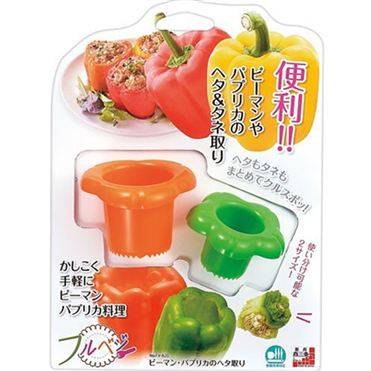 便利!!
ピーマンや
パプリカの
ヘタ&タネ取り
ヘタもタネも
まとめてクルスポッ!
使い分け可能な
2サイズ!
かしこく
手軽に
ピーマン
パプリカ料理
フルベジ
ピーマン・パプリカのヘタ取り